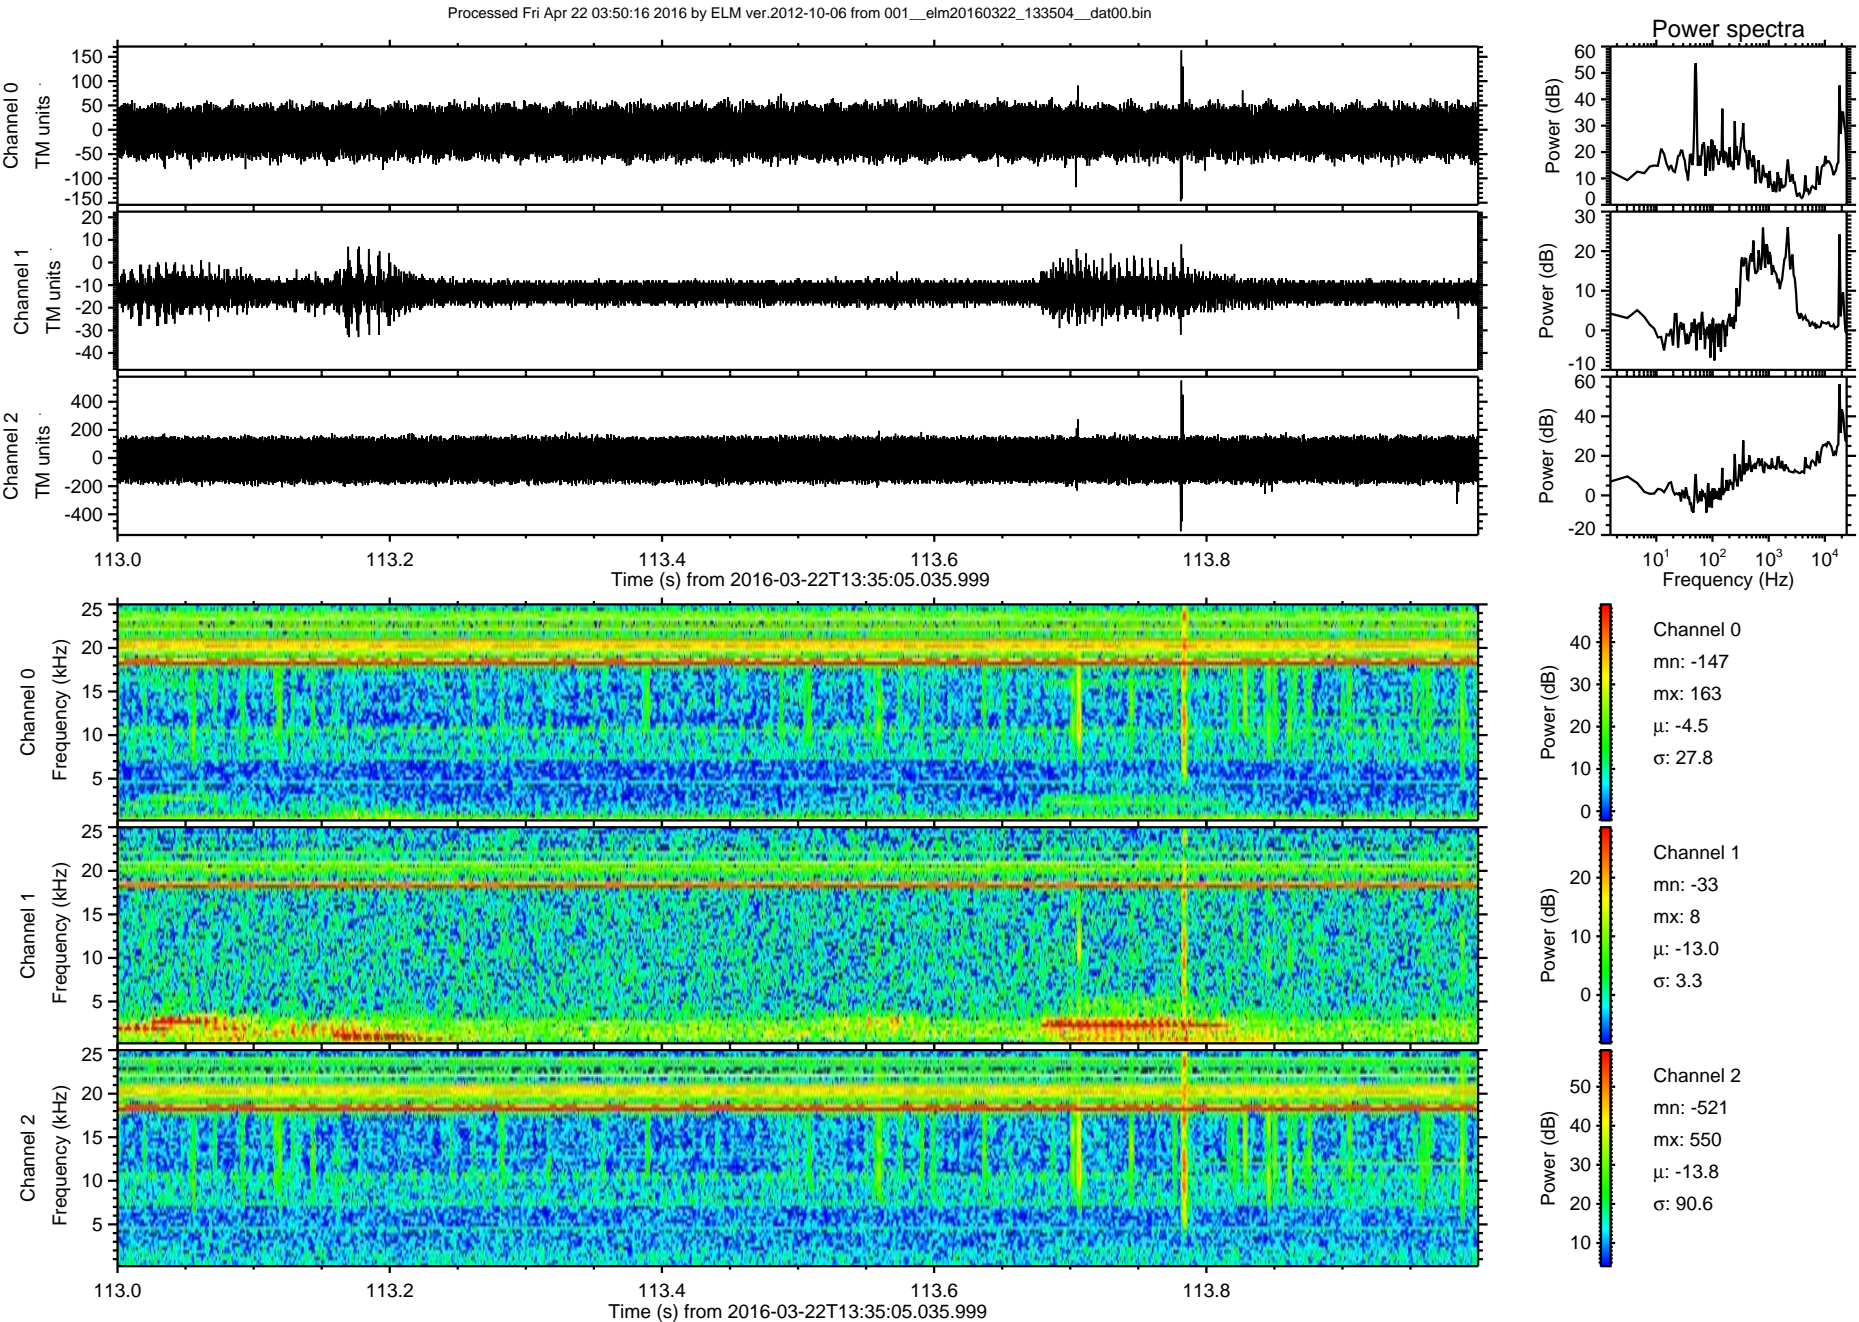 Processed Fri Apr 22 03:50:16 2016 by ELM ver.2012-10-06 from 001__elm20160322_133504__dat00.bin
Power spectra
Channel 0
TM units
150
100
50
0
-50
-100
-150
Power (dB)
60
50
40
30
20
10
0
Channel 1
TM units
20
10
0
-10
-20
-30
-40
Power (dB)
30
20
10
0
-10
Channel 2
TM units
400
200
0
-200
-400
Power (dB)
60
40
20
0
-20
113.0 113.2 113.4 113.6 113.8
Time (s) from 2016-03-22T13:35:05.035.999
10^1 10^2 10^3 10^4
Frequency (Hz)
Channel 0
Frequency (kHz)
25
20
15
10
5
Power (dB)
40
30
20
10
0
Channel 0
mn: -147
mx: 163
μ: -4.5
σ: 27.8
Channel 1
Frequency (kHz)
25
20
15
10
5
Power (dB)
20
10
0
Channel 1
mn: -33
mx: 8
μ: -13.0
σ: 3.3
Channel 2
Frequency (kHz)
25
20
15
10
5
Power (dB)
50
40
30
20
10
Channel 2
mn: -521
mx: 550
μ: -13.8
σ: 90.6
113.0 113.2 113.4 113.6 113.8
Time (s) from 2016-03-22T13:35:05.035.999